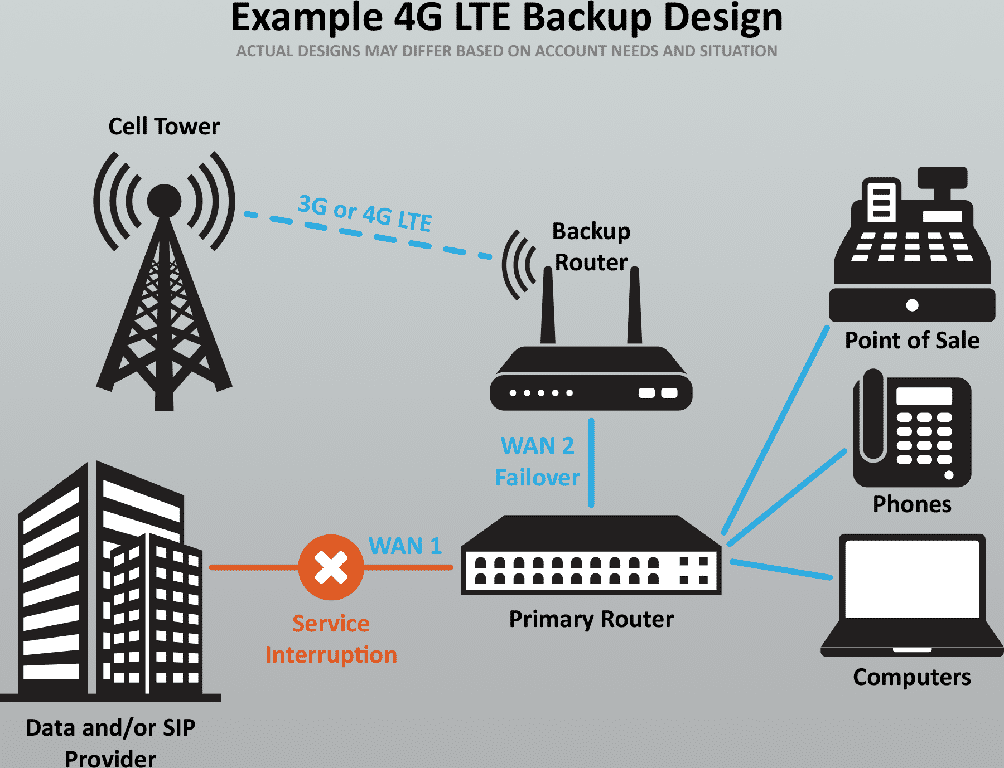 Example 4G LTE Backup Design
ACTUAL DESIGNS MAY DIFFER BASED ON ACCOUNT NEEDS AND SITUATION
Cell Tower
3G or 4G LTE
Backup
Router
Point of Sale
WAN 2
Failover
Phones
WAN 1
Service
Interruption
Primary Router
Computers
Data and/or SIP
Provider